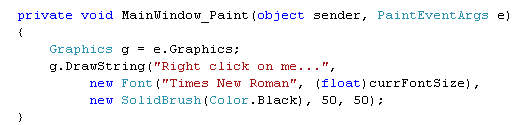 private void MainWindow_Paint(object sender, PaintEventArgs e)
{
    Graphics g = e.Graphics;
    g.DrawString("Right click on me...",
         new Font("Times New Roman", (float)currFontSize),
         new SolidBrush(Color.Black), 50, 50);
}